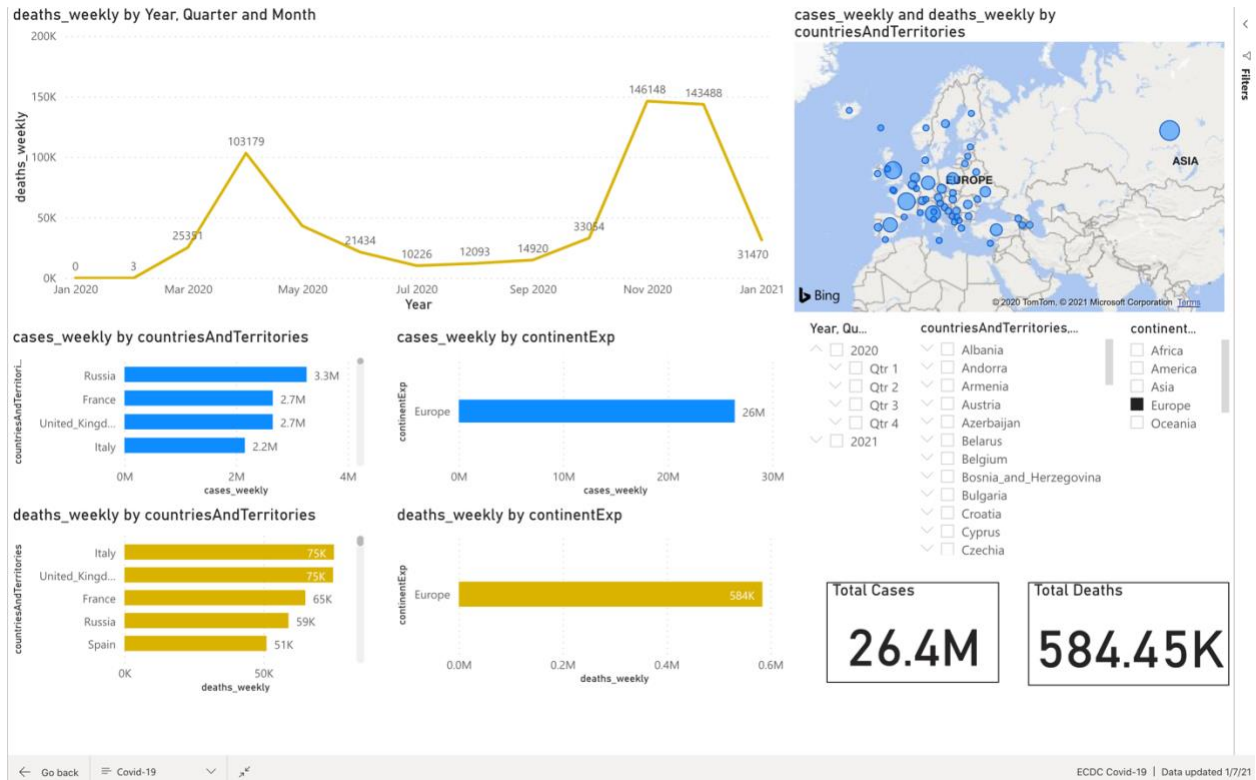 deaths_weekly by Year, Quarter and Month
200K
150K
100K
50K
0K
deaths_weekly
0
3
25351
103179
21434
10226
12093
14920
33054
146148
143488
31470
Jan 2020
Mar 2020
May 2020
Jul 2020
Sep 2020
Nov 2020
Jan 2021
Year
cases_weekly and deaths_weekly by
countriesAndTerritories
EUROPE
ASIA
Bing
© 2020 TomTom, © 2021 Microsoft Corporation Terms
Filters
cases_weekly by countriesAndTerritories
countriesAndTerritori...
Russia 3.3M
France 2.7M
United_Kingd... 2.7M
Italy 2.2M
0M 2M 4M
cases_weekly
cases_weekly by continentExp
continentExp
Europe 26M
0M 10M 20M 30M
cases_weekly
Year, Qu...
2020
Qtr 1
Qtr 2
Qtr 3
Qtr 4
2021
countriesAndTerritories,...
Albania
Andorra
Armenia
Austria
Azerbaijan
Belarus
Belgium
Bosnia_and_Herzegovina
Bulgaria
Croatia
Cyprus
Czechia
continent...
Africa
America
Asia
Europe
Oceania
deaths_weekly by countriesAndTerritories
countriesAndTerritories
Italy 75K
United_Kingd... 75K
France 65K
Russia 59K
Spain 51K
0K 50K
deaths_weekly
deaths_weekly by continentExp
continentExp
Europe 584K
0.0M 0.2M 0.4M 0.6M
deaths_weekly
Total Cases
26.4M
Total Deaths
584.45K
Go back
Covid-19
ECDC Covid-19 | Data updated 1/7/21